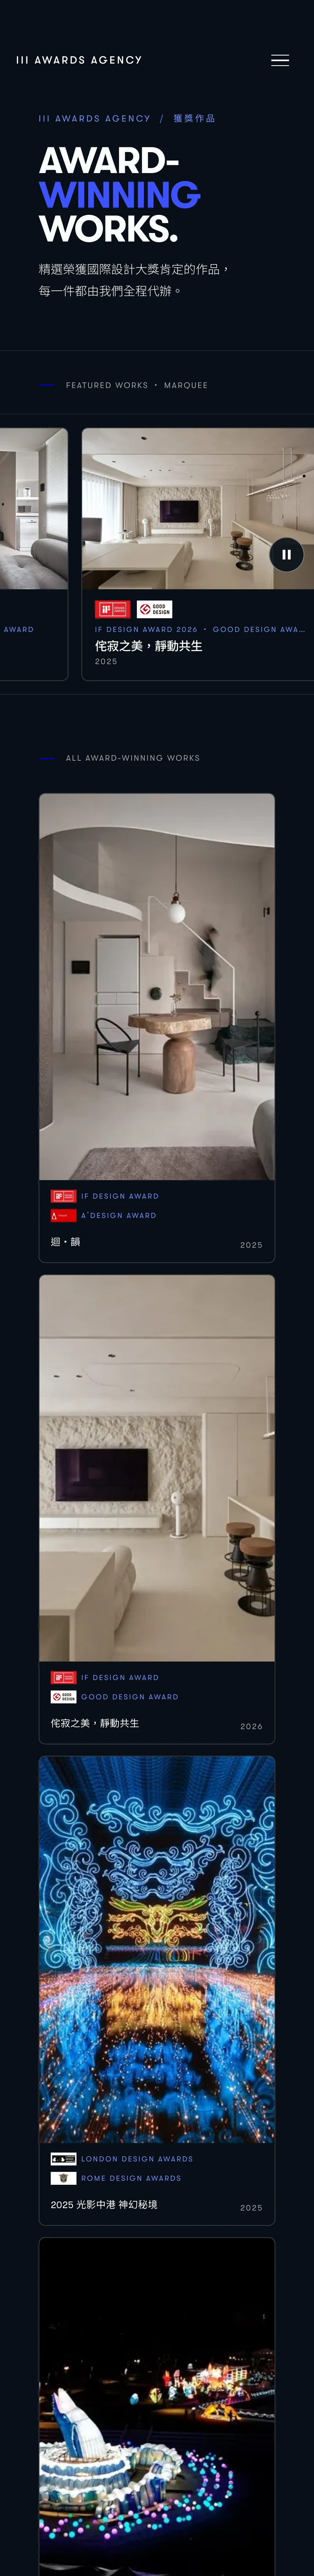 III AWARDS AGENCY
III AWARDS AGENCY / 獲獎作品
AWARD-
WINNING
WORKS.
精選榮獲國際設計大獎肯定的作品，
每一件都由我們全程代辦。
FEATURED WORKS ・ MARQUEE
AWARD
GOOD DESIGN
IF DESIGN AWARD 2026 ・ GOOD DESIGN AWA...
侘寂之美，靜動共生
2025
ALL AWARD-WINNING WORKS
IF DESIGN AWARD
A'DESIGN AWARD
迴・韻
2025
IF DESIGN AWARD
GOOD DESIGN
GOOD DESIGN AWARD
侘寂之美，靜動共生
2026
LONDON DESIGN AWARDS
ROME DESIGN AWARDS
2025 光影中港 神幻秘境
2025